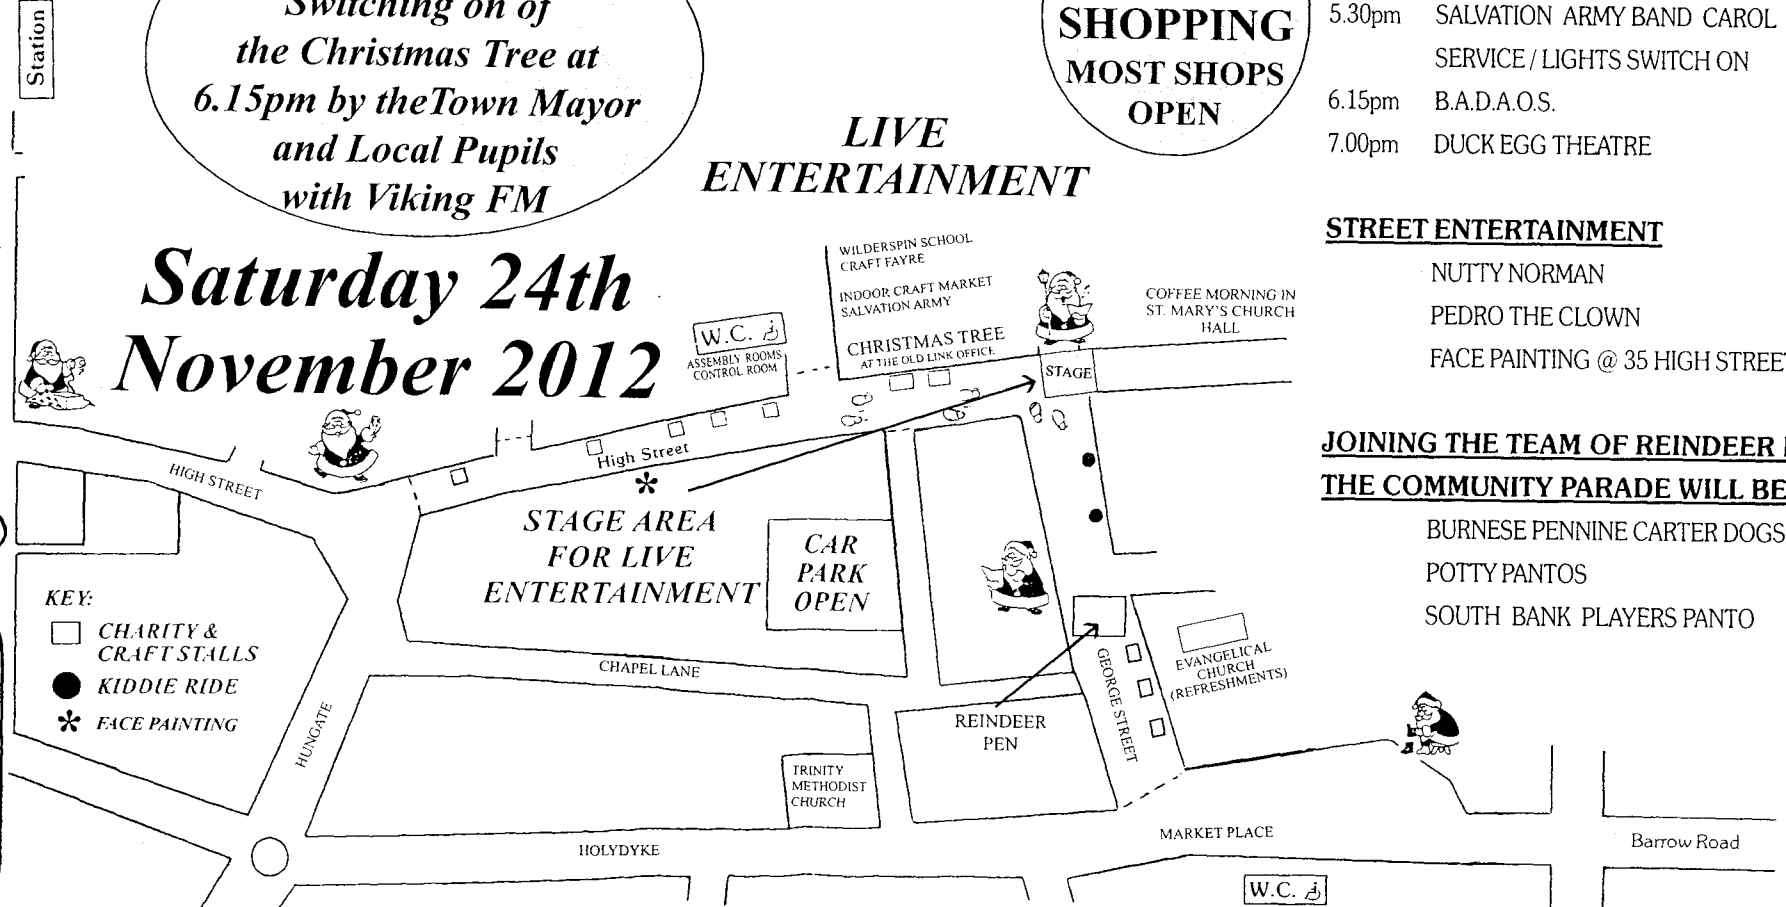 Station
Switching on of
the Christmas Tree at
6.15pm by theTown Mayor
and Local Pupils
with Viking FM
Saturday 24th
November 2012
LIVE
ENTERTAINMENT
SHOPPING
MOST SHOPS
OPEN
5.30pm SALVATION ARMY BAND CAROL
SERVICE / LIGHTS SWITCH ON
6.15pm B.A.D.A.O.S.
7.00pm DUCK EGG THEATRE
STREET ENTERTAINMENT
NUTTY NORMAN
PEDRO THE CLOWN
FACE PAINTING @ 35 HIGH STREET
JOINING THE TEAM OF REINDEER
THE COMMUNITY PARADE WILL BE
BURNESE PENNINE CARTER DOGS
POTTY PANTOS
SOUTH BANK PLAYERS PANTO
WILDERSPIN SCHOOL
CRAFT FAYRE
INDOOR CRAFT MARKET
SALVATION ARMY
CHRISTMAS TREE
AT THE OLD LINK OFFICE
W.C.
ASSEMBLY ROOMS
CONTROL ROOM
COFFEE MORNING IN
ST. MARY'S CHURCH
HALL
STAGE
HIGH STREET
High Street
STAGE AREA
FOR LIVE
ENTERTAINMENT
CAR
PARK
OPEN
KEY:
CHARITY &
CRAFT STALLS
KIDDIE RIDE
FACE PAINTING
CHAPEL LANE
HUNGATE
GEORGE STREET
EVANGELICAL
CHURCH
(REFRESHMENTS)
REINDEER
PEN
TRINITY
METHODIST
CHURCH
HOLYDYKE
MARKET PLACE
Barrow Road
W.C.